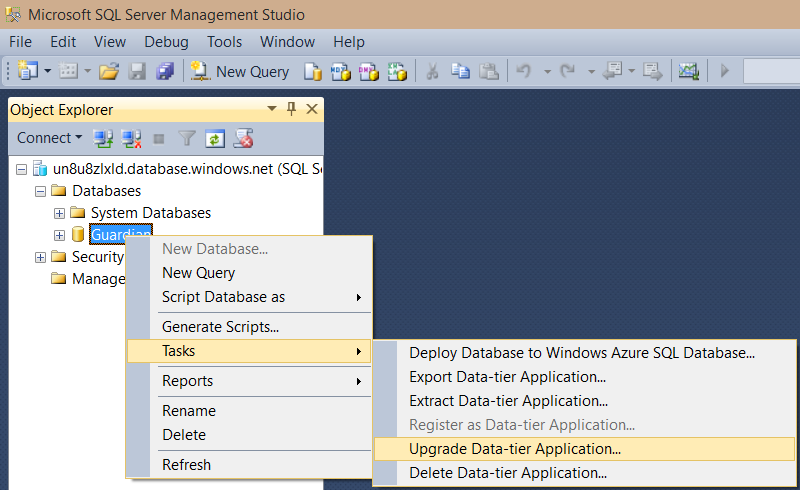 Microsoft SQL Server Management Studio
File Edit View Debug Tools Window Help
New Query
Object Explorer
Connect
un8u8zlxld.database.windows.net (SQL S
Databases
System Databases
Guardian
Security
Manage
New Database...
New Query
Script Database as
Generate Scripts...
Tasks
Reports
Rename
Delete
Refresh
Deploy Database to Windows Azure SQL Database...
Export Data-tier Application...
Extract Data-tier Application...
Register as Data-tier Application...
Upgrade Data-tier Application...
Delete Data-tier Application...